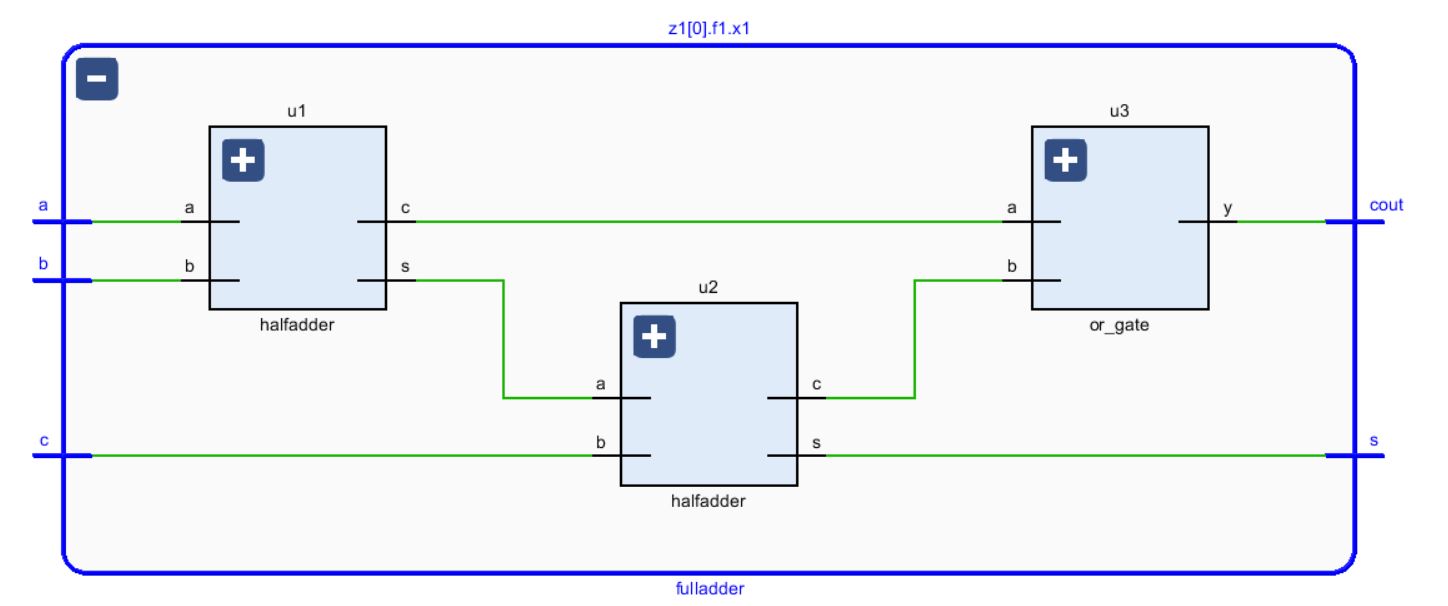 z1[0].f1.x1
u1
u3
a
a
c
a
y
cout
b
b
s
b
halfadder
u2
or_gate
a
c
c
b
s
s
halfadder
fulladder